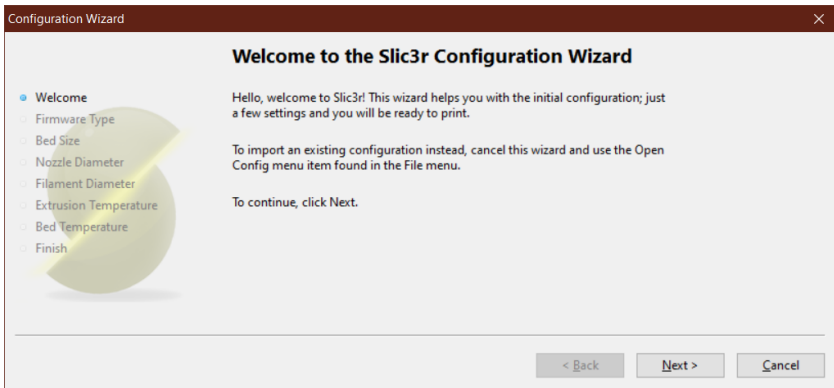 Configuration Wizard
Welcome to the Slic3r Configuration Wizard
Welcome
Firmware Type
Bed Size
Nozzle Diameter
Filament Diameter
Extrusion Temperature
Bed Temperature
Finish
Hello, welcome to Slic3r! This wizard helps you with the initial configuration; just
a few settings and you will be ready to print.
To import an existing configuration instead, cancel this wizard and use the Open
Config menu item found in the File menu.
To continue, click Next.
< Back
Next >
Cancel